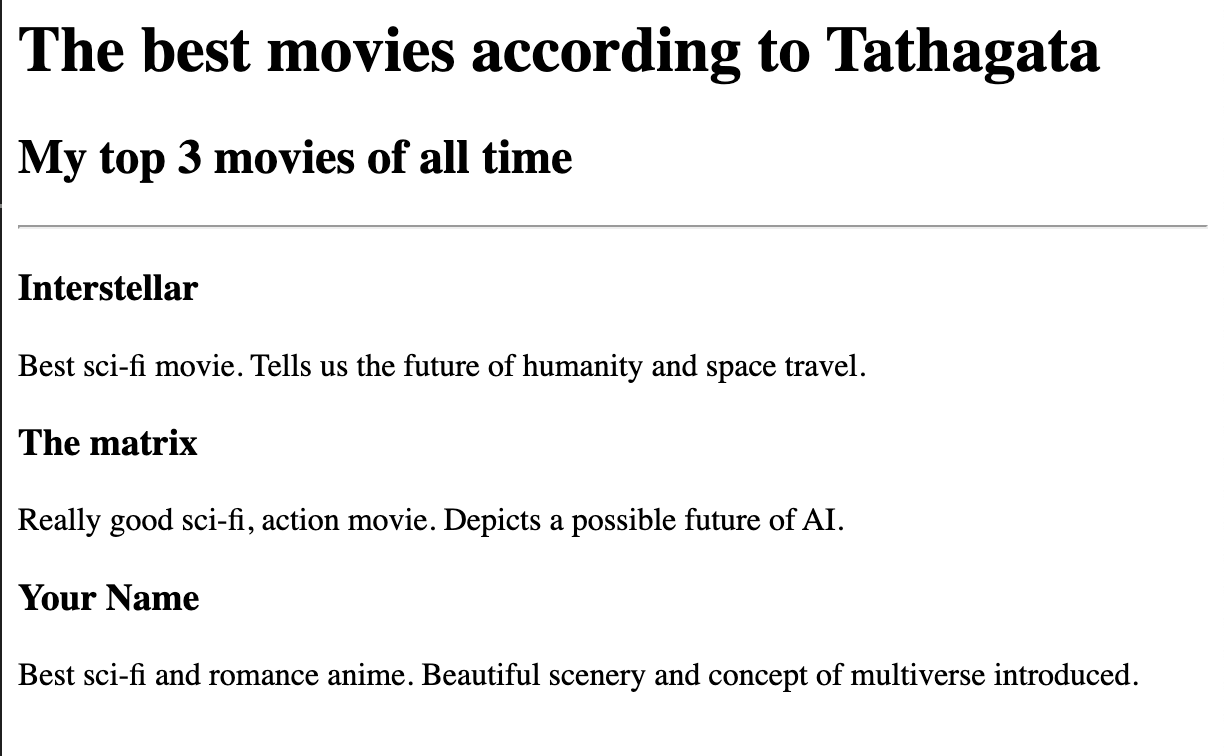 The best movies according to Tathagata
My top 3 movies of all time
Interstellar
Best sci-fi movie. Tells us the future of humanity and space travel.
The matrix
Really good sci-fi, action movie. Depicts a possible future of AI.
Your Name
Best sci-fi and romance anime. Beautiful scenery and concept of multiverse introduced.